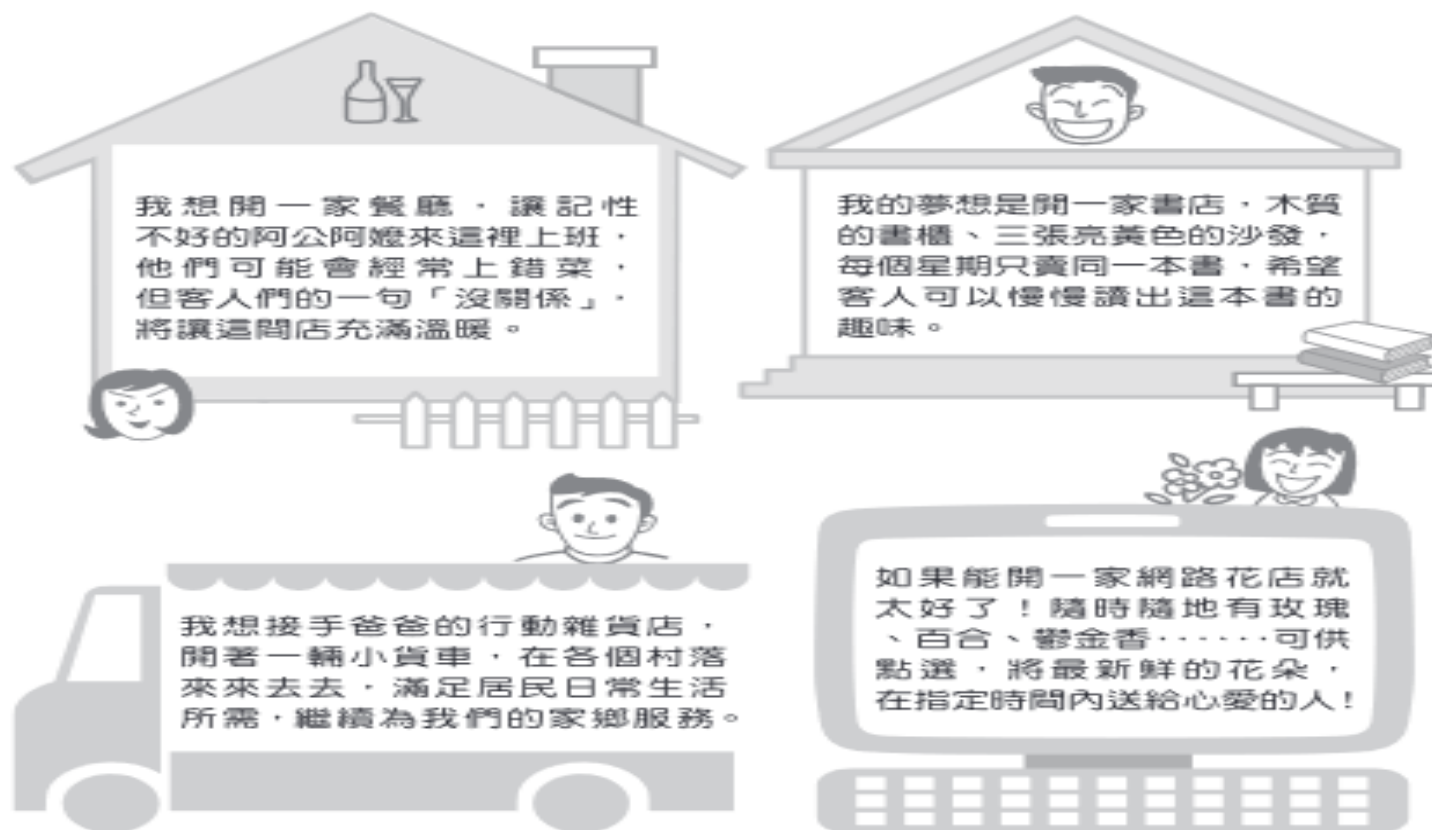 我想開一家餐廳，讓記性
不好的阿公阿嬤來這裡上班，
他們可能會經常上錯菜，
但客人們的一句「沒關係」，
將讓這間店充滿溫暖。
我的夢想是開一家書店，木質
的書櫃、三張亮黃色的沙發，
每個星期只賣同一本書，希望
客人可以慢慢讀出這本書的
趣味。
我想接手爸爸的行動雜貨店，
開著一輛小貨車，在各個村落
來來去去，滿足居民日常生活
所需，繼續為我們的家鄉服務。
如果能開一家網路花店就
太好了！隨時隨地有玫瑰
、百合、鬱金香……可供
點選，將最新鮮的花朵，
在指定時間內送給心愛的人！